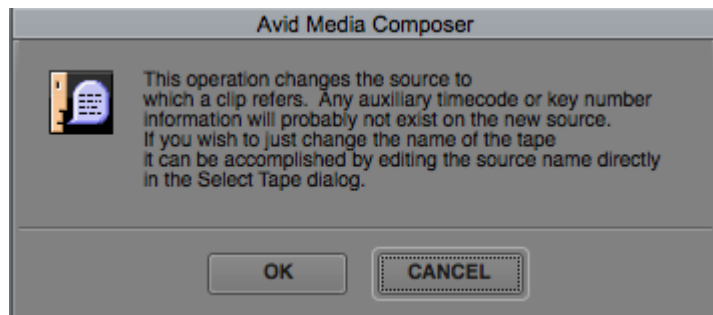 Avid Media Composer
This operation changes the source to
which a clip refers.  Any auxiliary timecode or key number
information will probably not exist on the new source.
If you wish to just change the name of the tape
it can be accomplished by editing the source name directly
in the Select Tape dialog.
OK
CANCEL